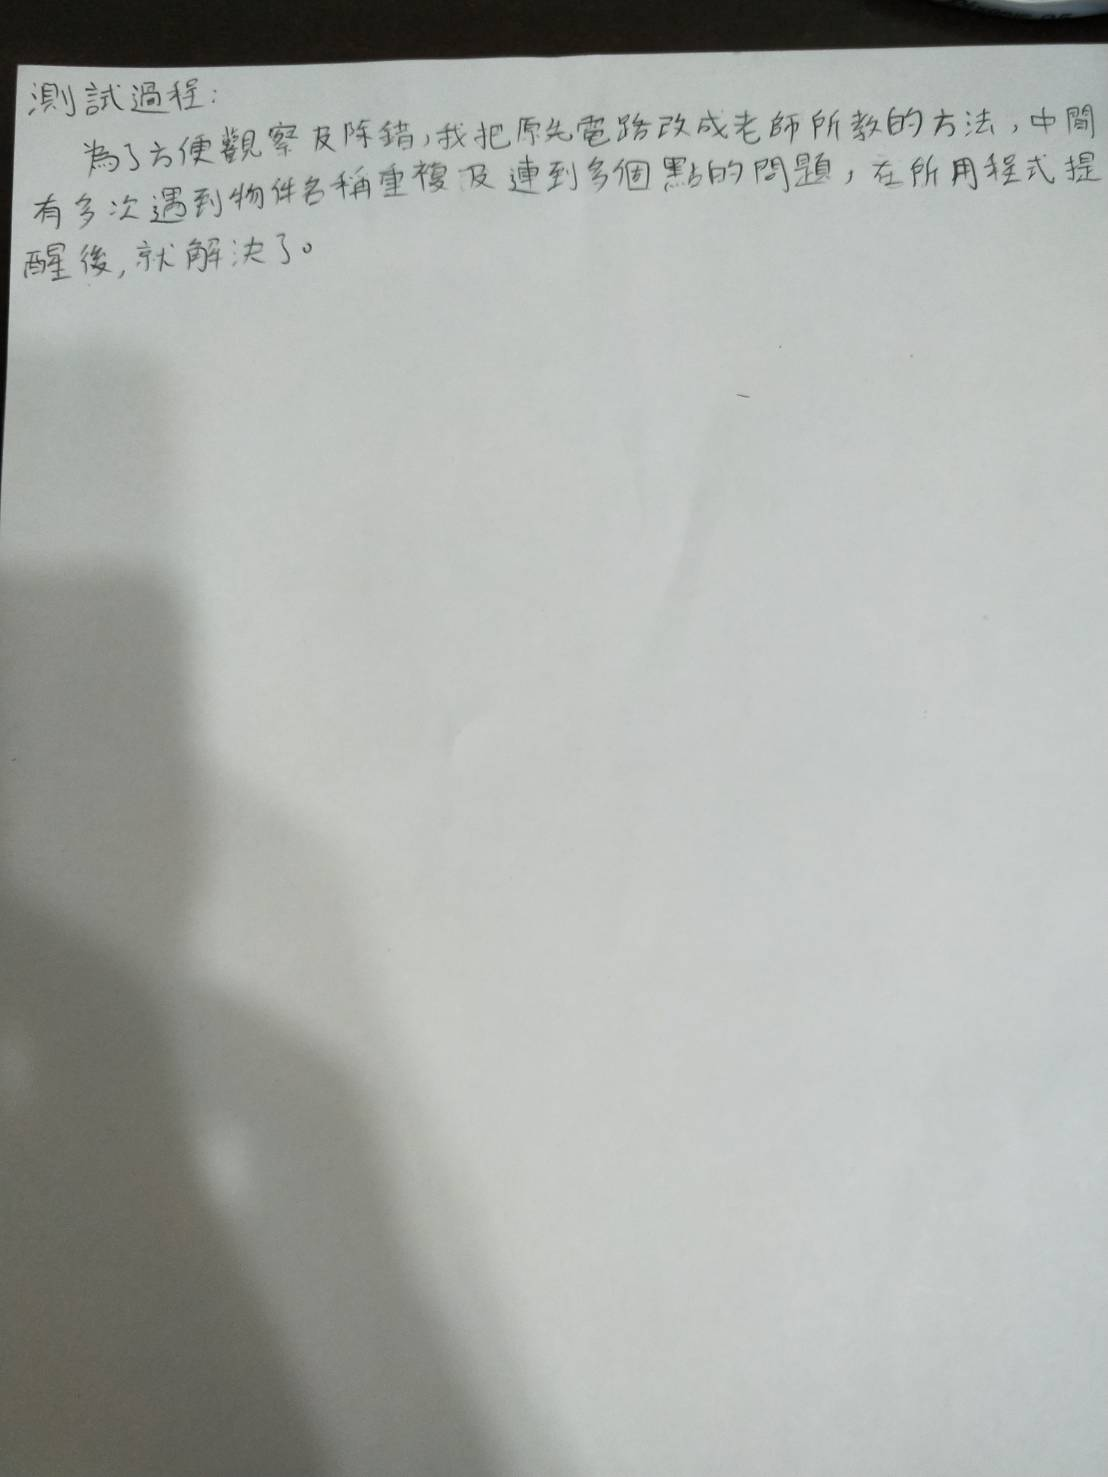 測試過程:
為了方便觀察及除錯,我把原先電路改成老師所教的方法,中間
有多次遇到物件名稱重複及連到多個點的問題,在所用程式提
醒後,就解決了。